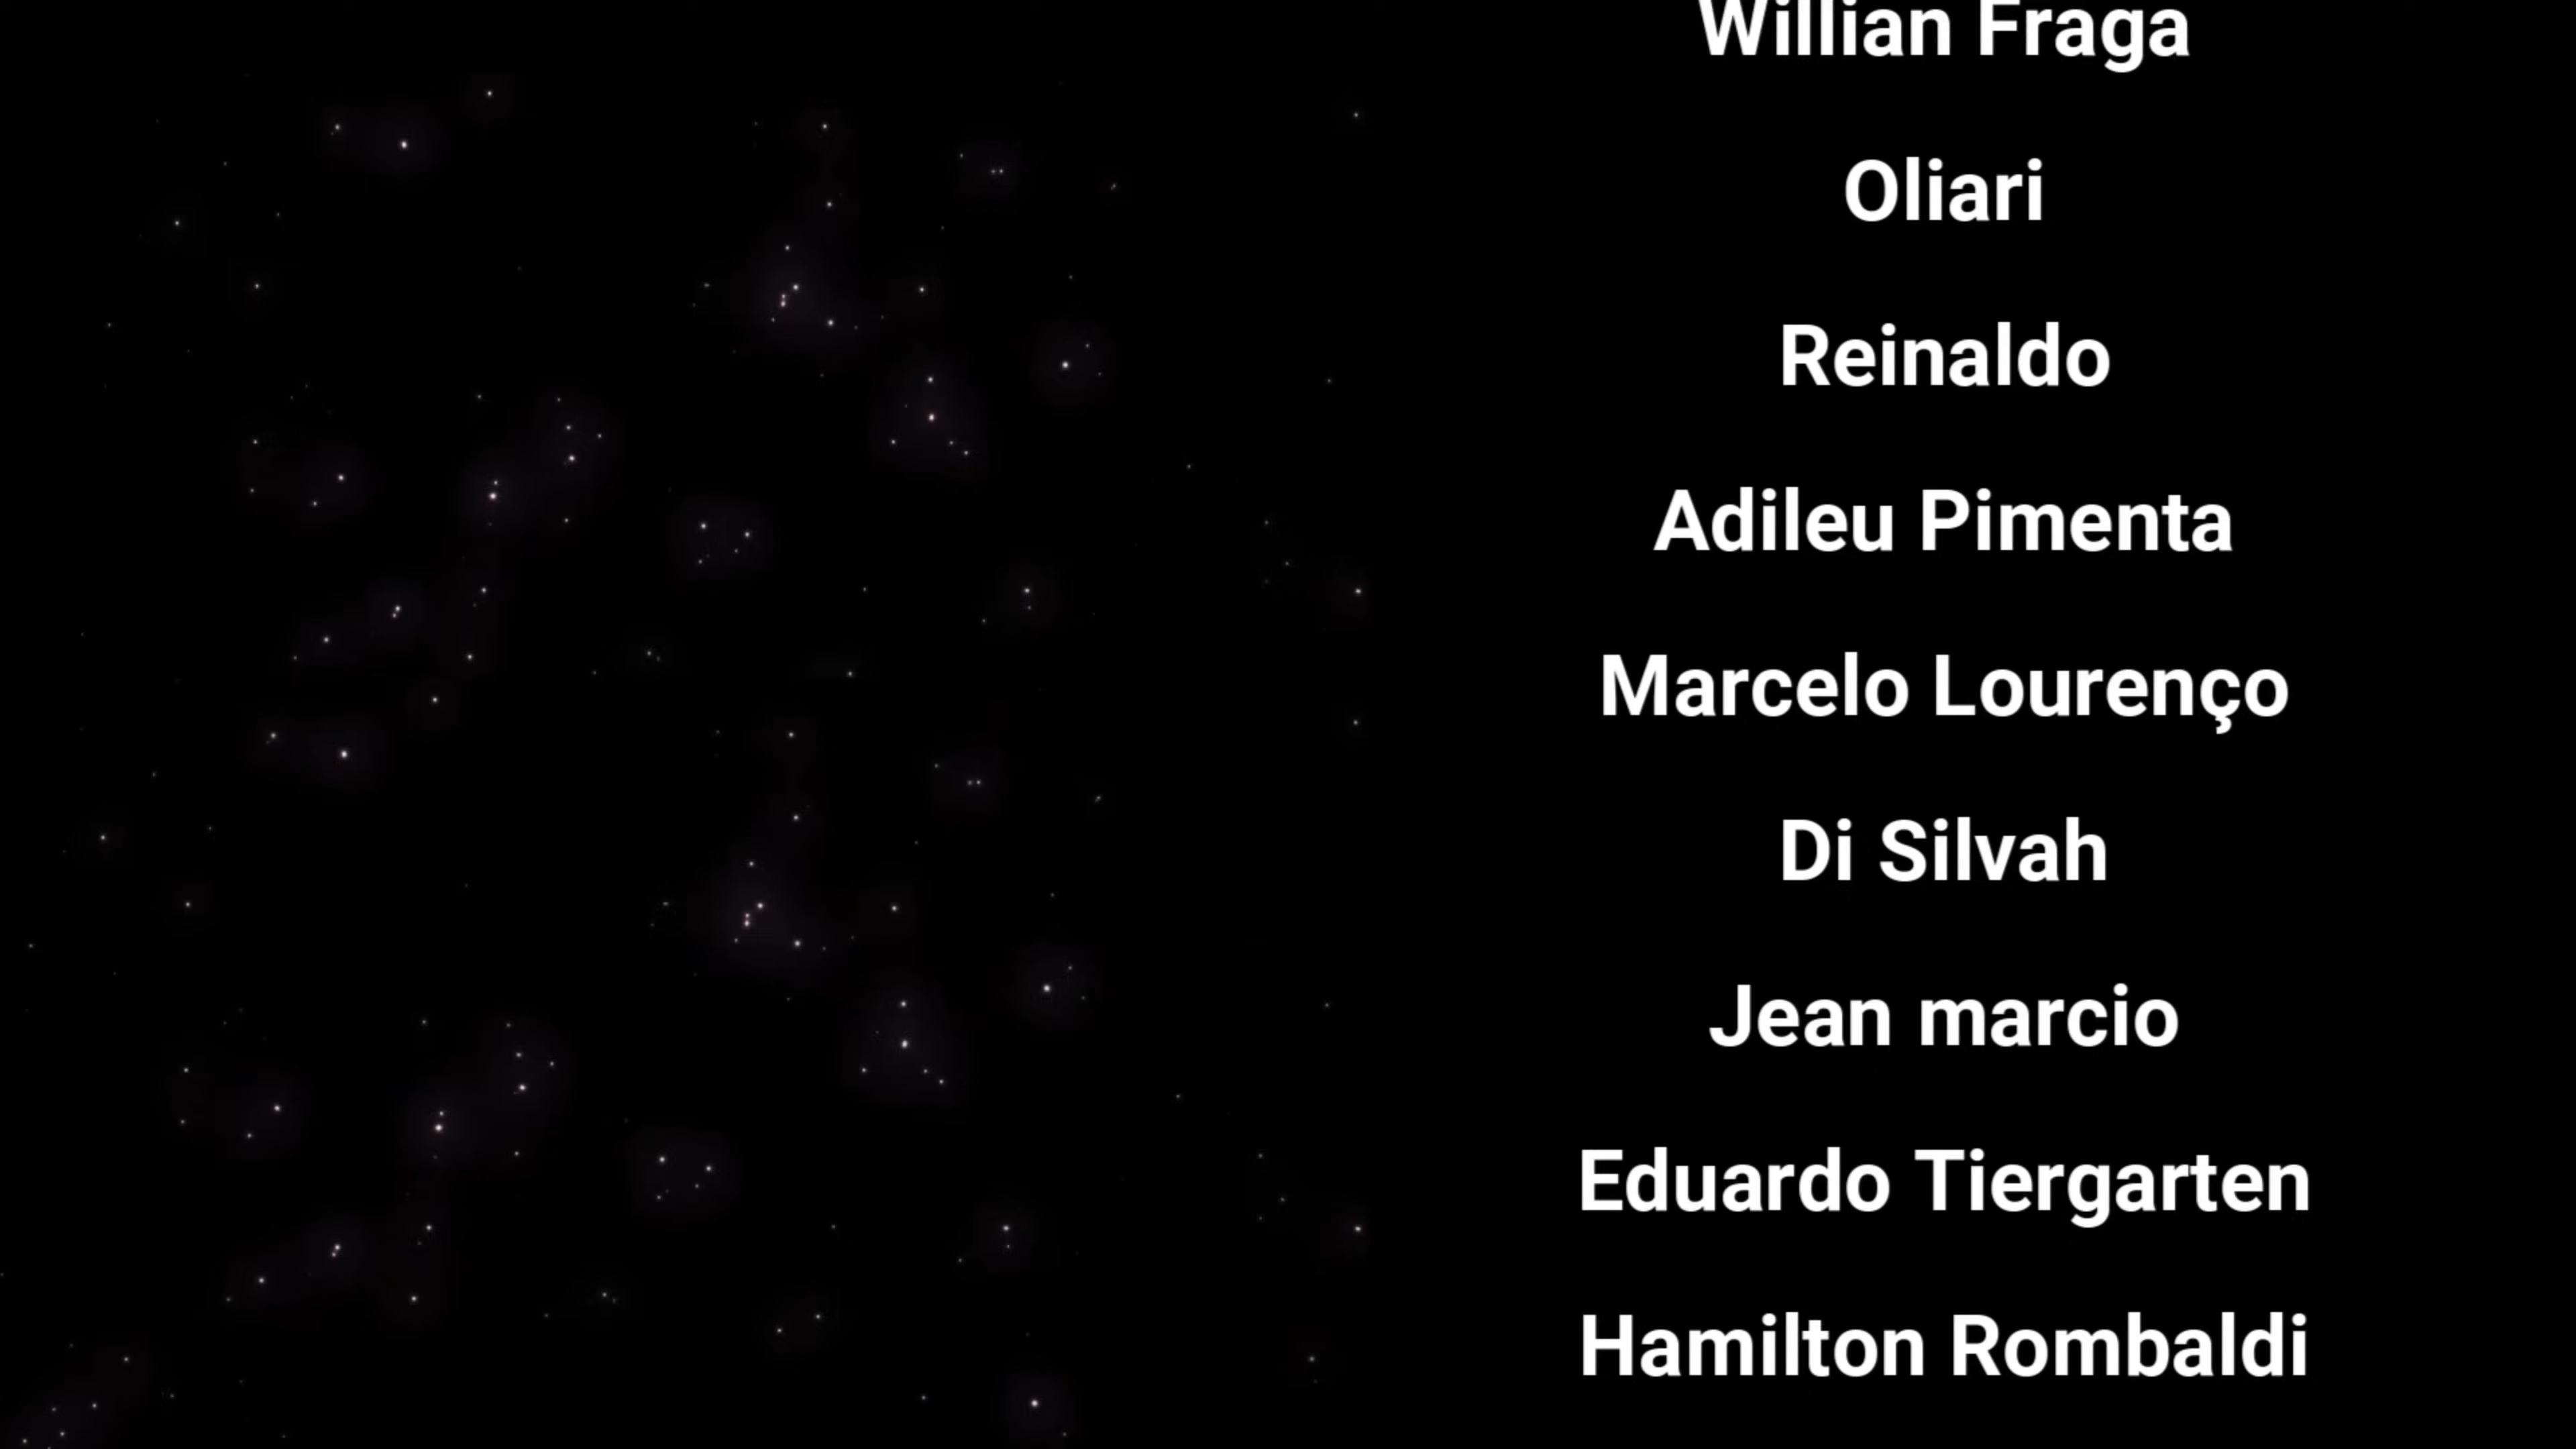 Willian Fraga
Oliari
Reinaldo
Adileu Pimenta
Marcelo Lourenço
Di Silvah
Jean marcio
Eduardo Tiergarten
Hamilton Rombaldi